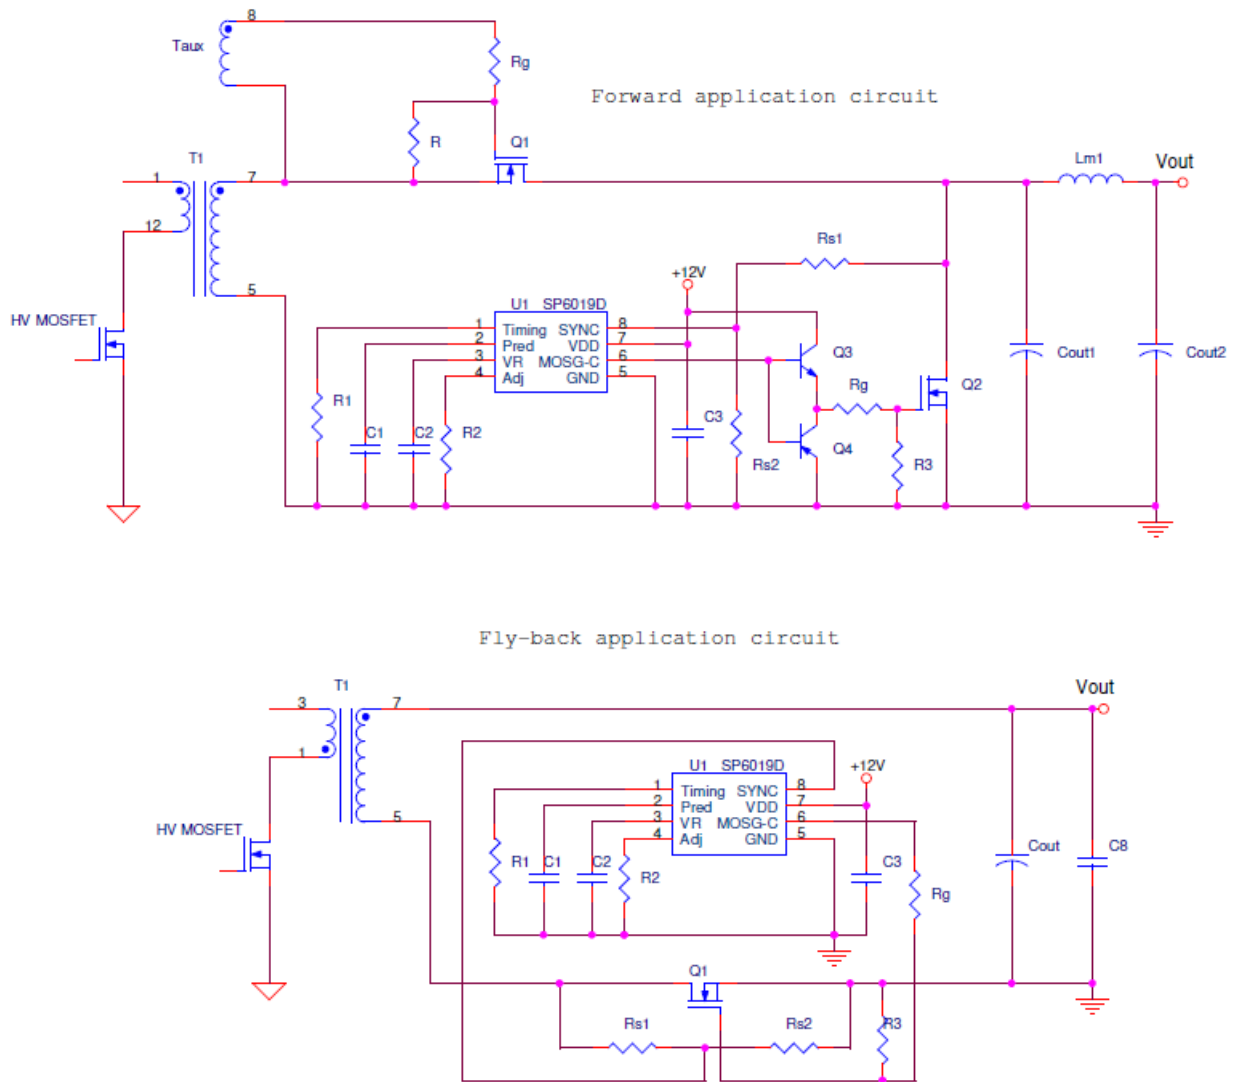 8
Taux
Rg
Forward application circuit
R
Q1
T1
Lm1
Vout
1
7
12
Rs1
+12V
5
HV MOSFET
U1 SP6019D
1 Timing SYNC 8
2 Pred VDD 7
3 VR MOSG-C 6
4 Adj GND 5
Q3
Cout1
Cout2
Rg
Q2
R1
C1
C2
R2
C3
Rs2
Q4
R3
Fly-back application circuit
T1
Vout
3
7
1
U1 SP6019D
+12V
1 Timing SYNC 8
2 Pred VDD 7
3 VR MOSG-C 6
4 Adj GND 5
5
HV MOSFET
Cout
C8
R1
C1
C2
R2
C3
Rg
Q1
Rs1
Rs2
R3